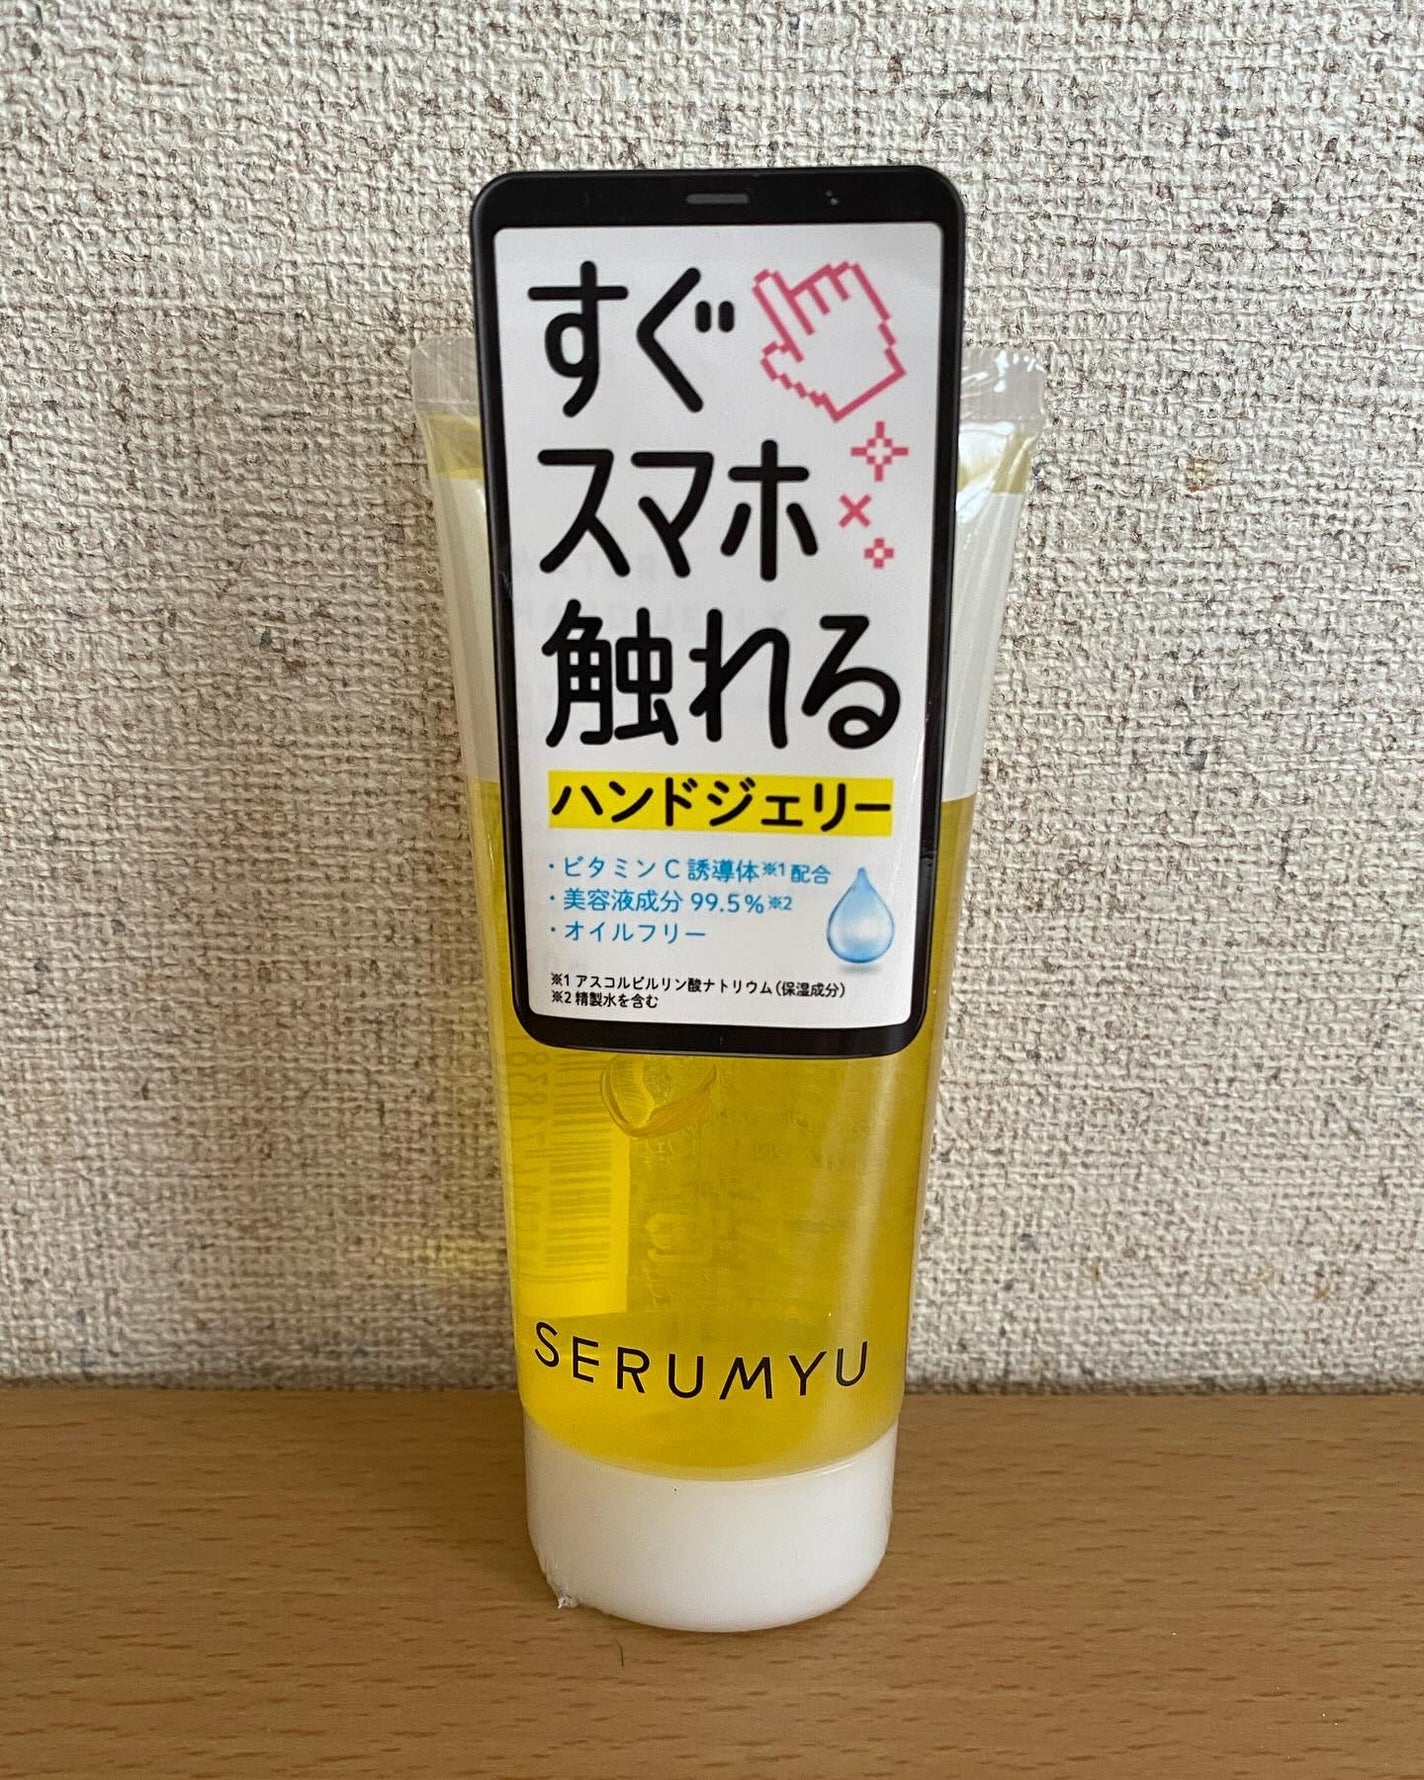 すぐ
スマホ
触れる
ハンドジェリー
・ビタミンC誘導体※1配合
・美容液成分 99.5%※2
・オイルフリー
※1 アスコルビルリン酸ナトリウム（保湿成分）
※2 精製水を含む
SERUMYU